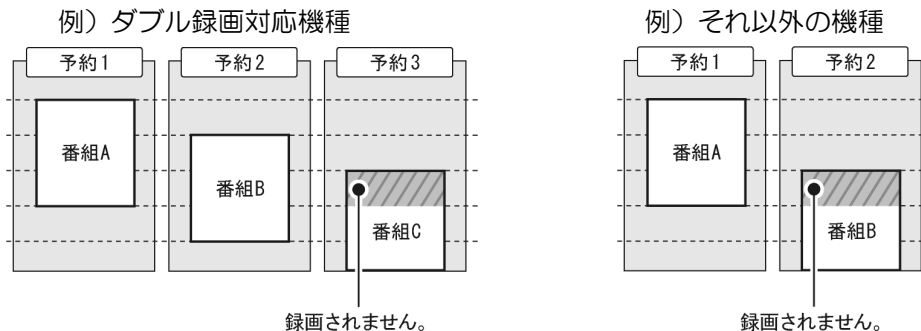 例）ダブル録画対応機種
予約1
予約2
予約3
番組A
番組B
番組C
録画されません。
例）それ以外の機種
予約1
予約2
番組A
番組B
録画されません。